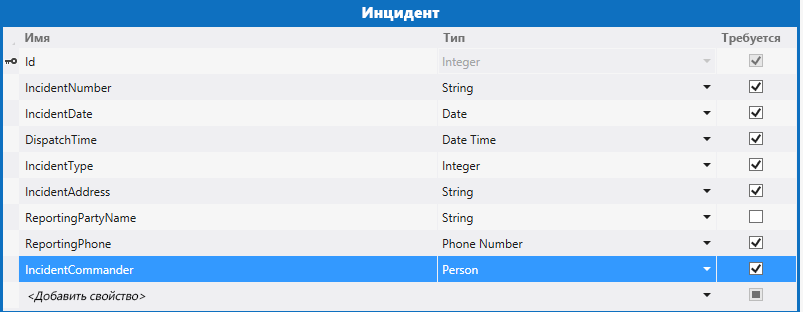 Инцидент
Имя Тип Требуется
Id Integer
IncidentNumber String
IncidentDate Date
DispatchTime Date Time
IncidentType Integer
IncidentAddress String
ReportingPartyName String
ReportingPhone Phone Number
IncidentCommander Person
<Добавить свойство>